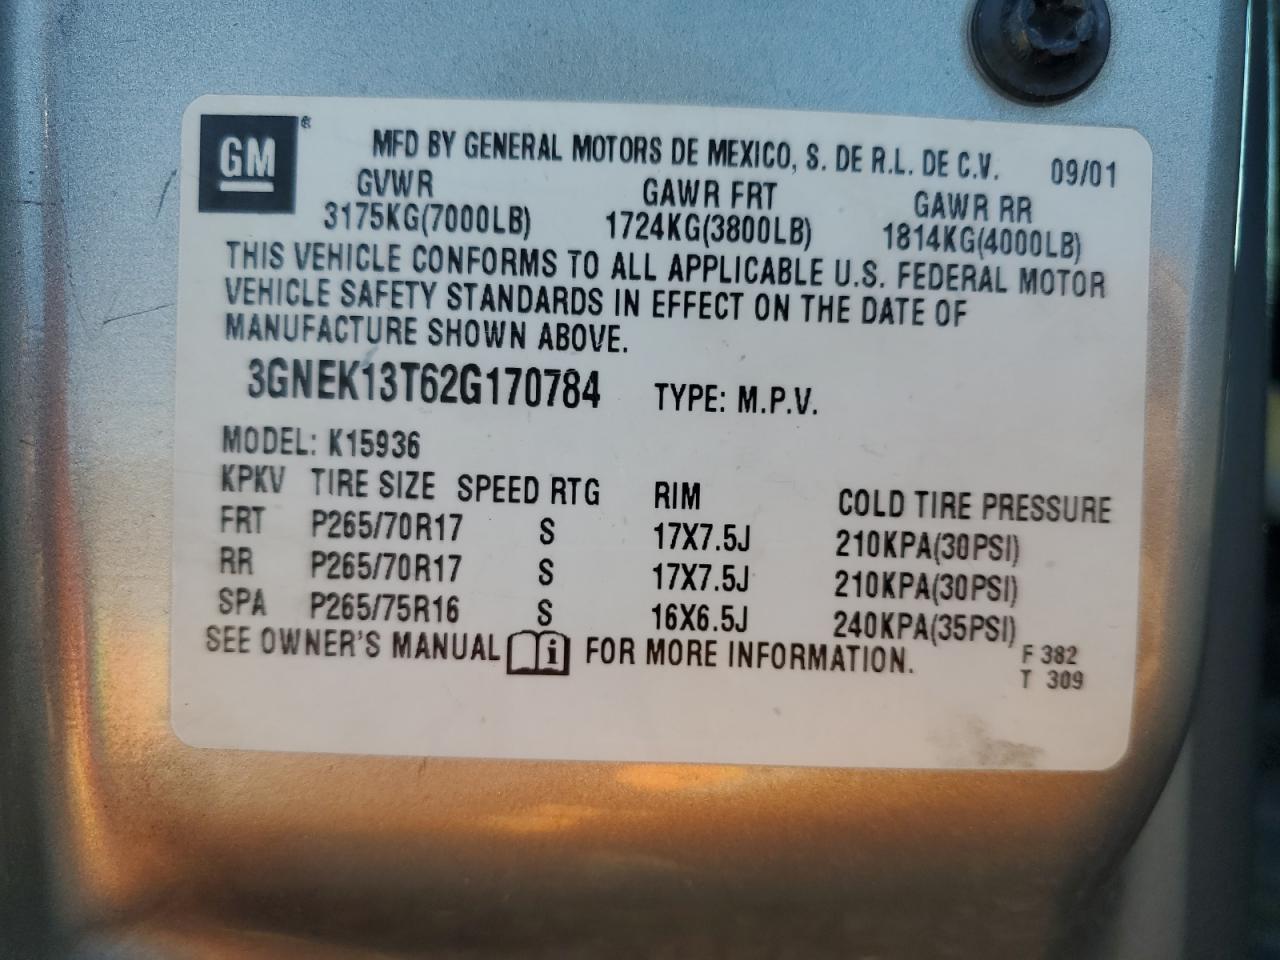 GM®
MFD BY GENERAL MOTORS DE MEXICO, S. DE R.L. DE C.V. 09/01
GVWR GAWR FRT GAWR RR
3175KG(7000LB) 1724KG(3800LB) 1814KG(4000LB)
THIS VEHICLE CONFORMS TO ALL APPLICABLE U.S. FEDERAL MOTOR
VEHICLE SAFETY STANDARDS IN EFFECT ON THE DATE OF
MANUFACTURE SHOWN ABOVE.
3GNEK13T62G170784 TYPE: M.P.V.
MODEL: K15936
KPKV TIRE SIZE SPEED RTG RIM COLD TIRE PRESSURE
FRT P265/70R17 S 17X7.5J 210KPA(30PSI)
RR P265/70R17 S 17X7.5J 210KPA(30PSI)
SPA P265/75R16 S 16X6.5J 240KPA(35PSI)
SEE OWNER'S MANUAL i FOR MORE INFORMATION.
F 382
T 309